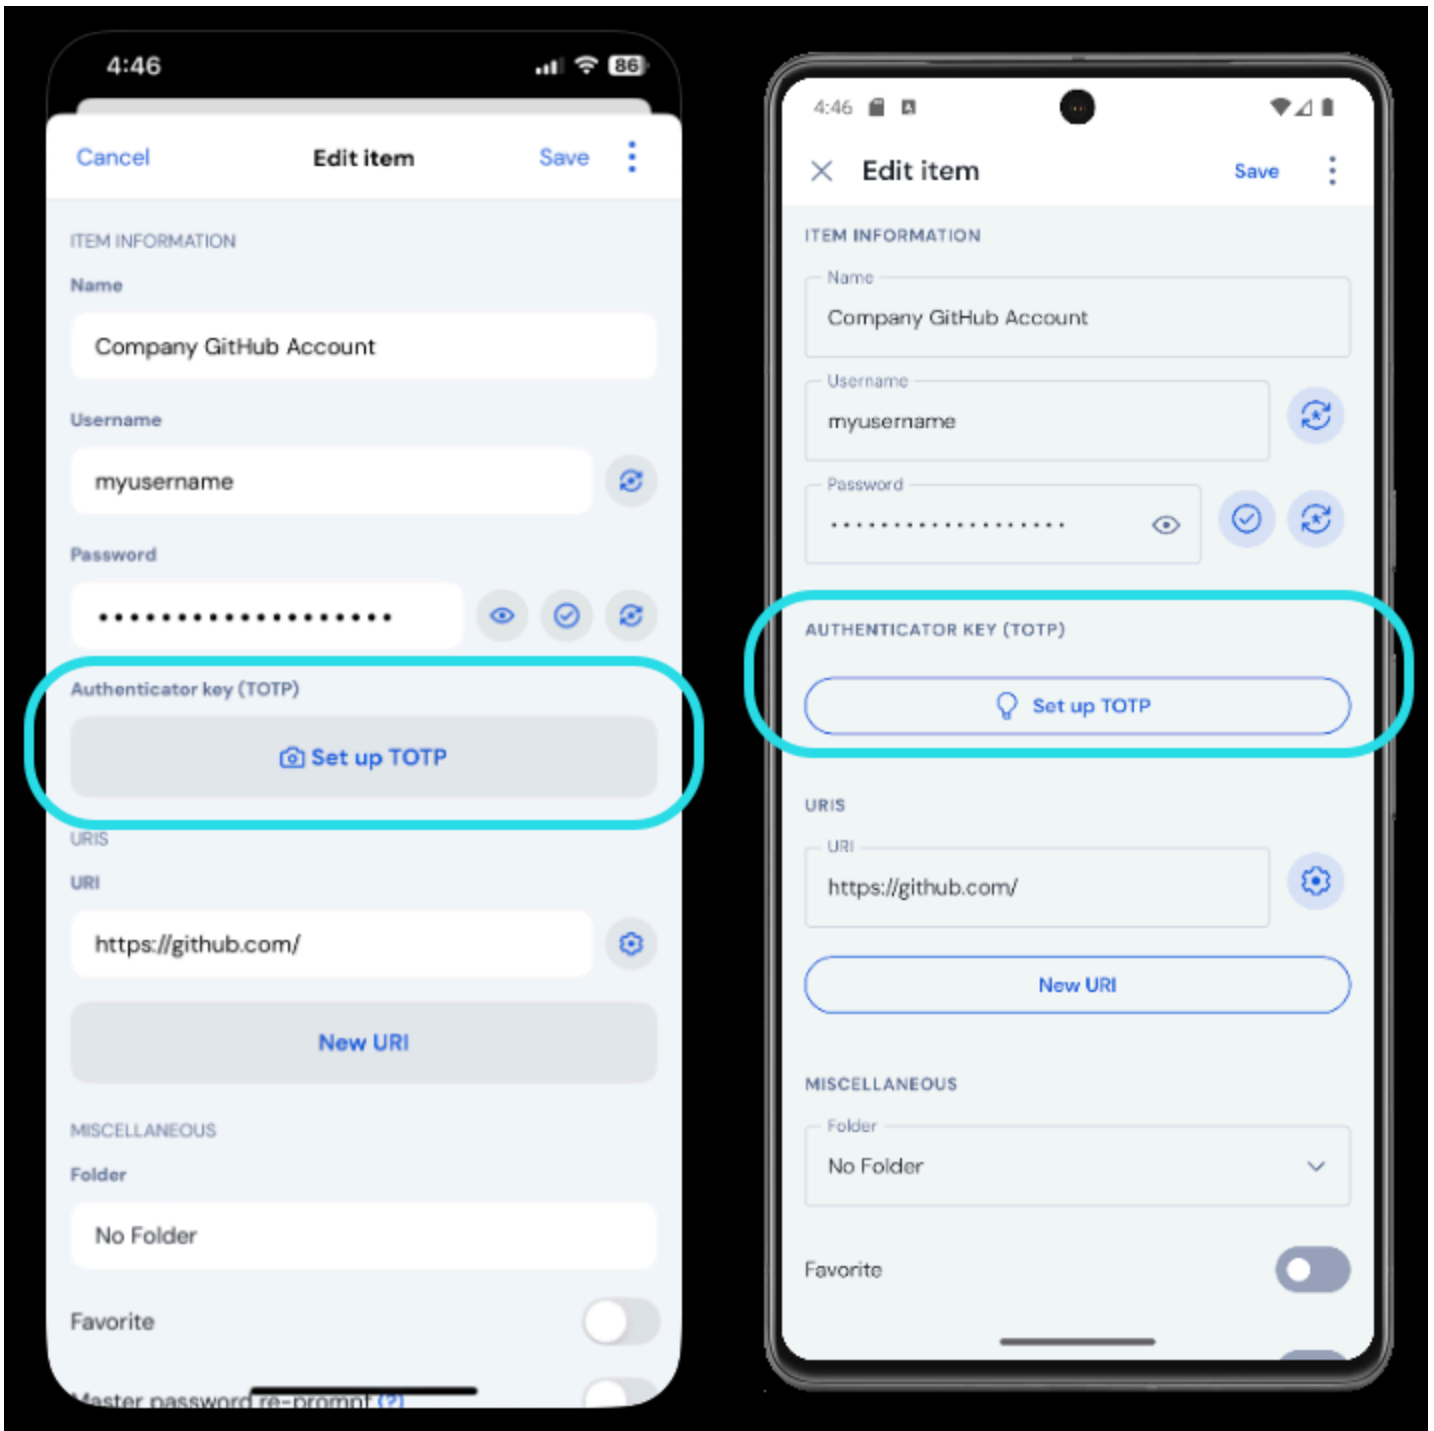 4:46
86
Cancel
Edit item
Save
ITEM INFORMATION
Name
Company GitHub Account
Username
myusername
Password
Authenticator key (TOTP)
Set up TOTP
URIS
URI
https://github.com/
New URI
MISCELLANEOUS
Folder
No Folder
Favorite
Master password re-prompt (?)
4:46
Edit item
Save
ITEM INFORMATION
Name
Company GitHub Account
Username
myusername
Password
AUTHENTICATOR KEY (TOTP)
Set up TOTP
URIS
URI
https://github.com/
New URI
MISCELLANEOUS
Folder
No Folder
Favorite